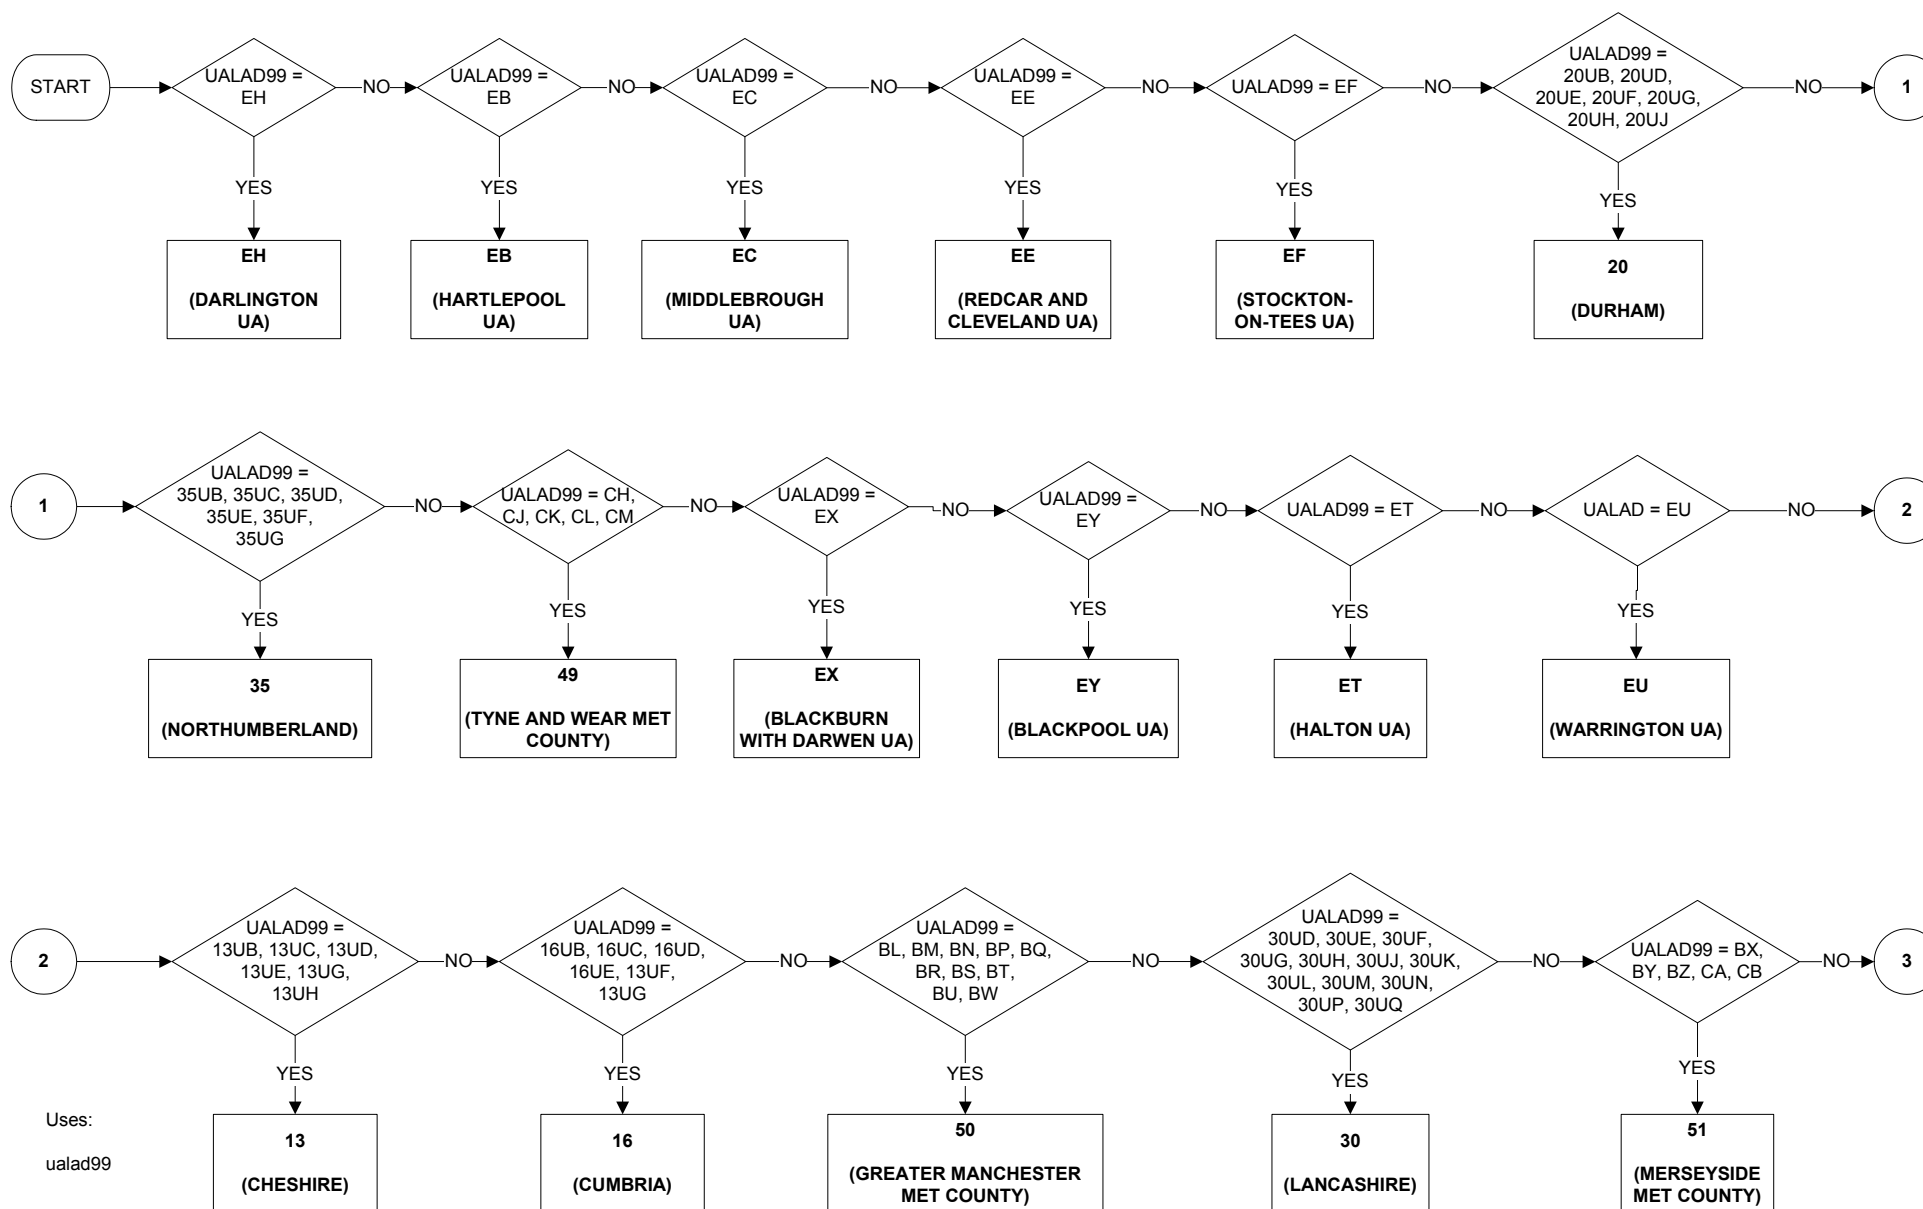 START
UALAD99 =
EH
NO
UALAD99 =
EB
NO
UALAD99 =
EC
NO
UALAD99 =
EE
NO
UALAD99 = EF
NO
UALAD99 =
20UB, 20UD,
20UE, 20UF, 20UG,
20UH, 20UJ
NO
1
YES
YES
YES
YES
YES
YES
EH
(DARLINGTON
UA)
EB
(HARTLEPOOL
UA)
EC
(MIDDLEBROUGH
UA)
EE
(REDCAR AND
CLEVELAND UA)
EF
(STOCKTON-
ON-TEES UA)
20
(DURHAM)
1
UALAD99 =
35UB, 35UC, 35UD,
35UE, 35UF,
35UG
NO
UALAD99 = CH,
CJ, CK, CL, CM
NO
UALAD99 =
EX
NO
UALAD99 =
EY
NO
UALAD99 = ET
NO
UALAD = EU
NO
2
YES
YES
YES
YES
YES
YES
35
(NORTHUMBERLAND)
49
(TYNE AND WEAR MET
COUNTY)
EX
(BLACKBURN
WITH DARWEN UA)
EY
(BLACKPOOL UA)
ET
(HALTON UA)
EU
(WARRINGTON UA)
2
UALAD99 =
13UB, 13UC, 13UD,
13UE, 13UG,
13UH
NO
UALAD99 =
16UB, 16UC, 16UD,
16UE, 13UF,
13UG
NO
UALAD99 =
BL, BM, BN, BP, BQ,
BR, BS, BT,
BU, BW
NO
UALAD99 =
30UD, 30UE, 30UF,
30UG, 30UH, 30UJ, 30UK,
30UL, 30UM, 30UN,
30UP, 30UQ
NO
UALAD99 = BX,
BY, BZ, CA, CB
NO
3
YES
YES
YES
YES
YES
Uses:
ualad99
13
(CHESHIRE)
16
(CUMBRIA)
50
(GREATER MANCHESTER
MET COUNTY)
30
(LANCASHIRE)
51
(MERSEYSIDE
MET COUNTY)